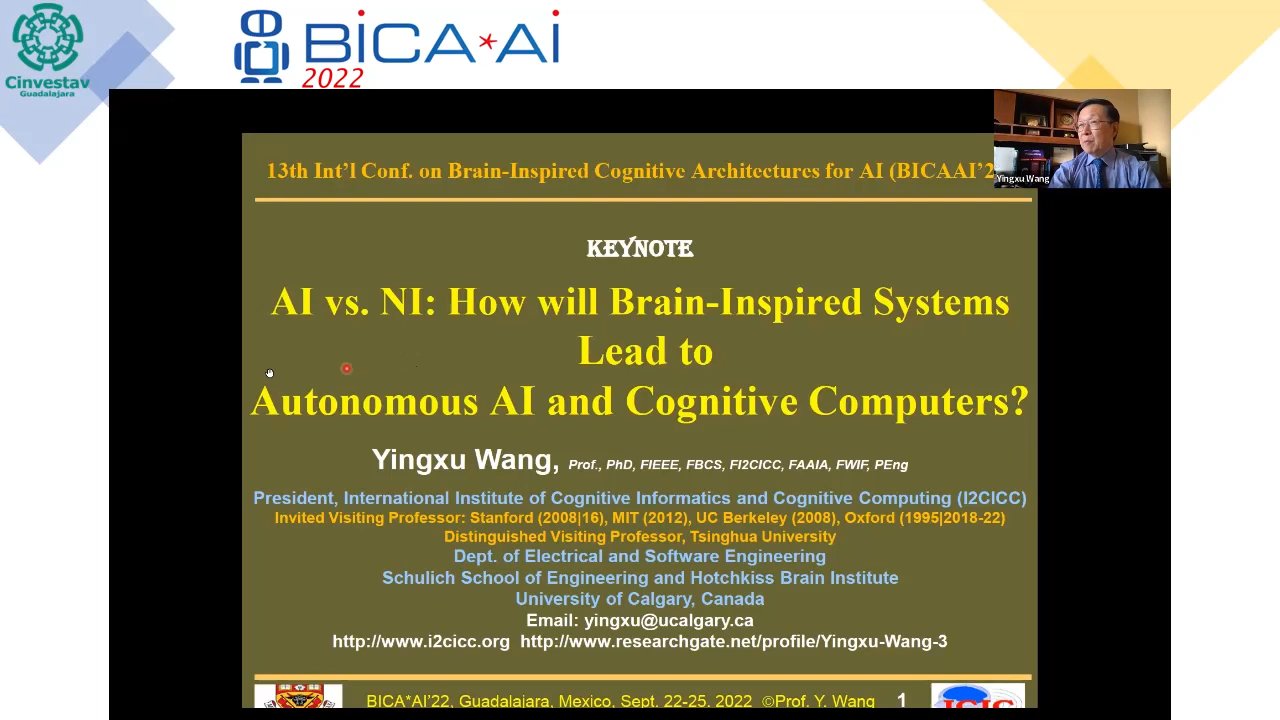 Cinvestav
Guadalajara
BiCA*Ai
2022
13th Int'l Conf. on Brain-Inspired Cognitive Architectures for AI (BICAAI'2
Yingxu Wang
KEYNOTE
AI vs. NI: How will Brain-Inspired Systems
Lead to
Autonomous AI and Cognitive Computers?
Yingxu Wang, Prof., PhD, FIEEE, FBCS, FI2CICC, FAAIA, FWIF, PEng
President, International Institute of Cognitive Informatics and Cognitive Computing (I2CICC)
Invited Visiting Professor: Stanford (2008|16), MIT (2012), UC Berkeley (2008), Oxford (1995|2018-22)
Distinguished Visiting Professor, Tsinghua University
Dept. of Electrical and Software Engineering
Schulich School of Engineering and Hotchkiss Brain Institute
University of Calgary, Canada
Email: yingxu@ucalgary.ca
http://www.i2cicc.org http://www.researchgate.net/profile/Yingxu-Wang-3
BICA*AI'22, Guadalajara, Mexico, Sept. 22-25, 2022 ©Prof. Y. Wang 1